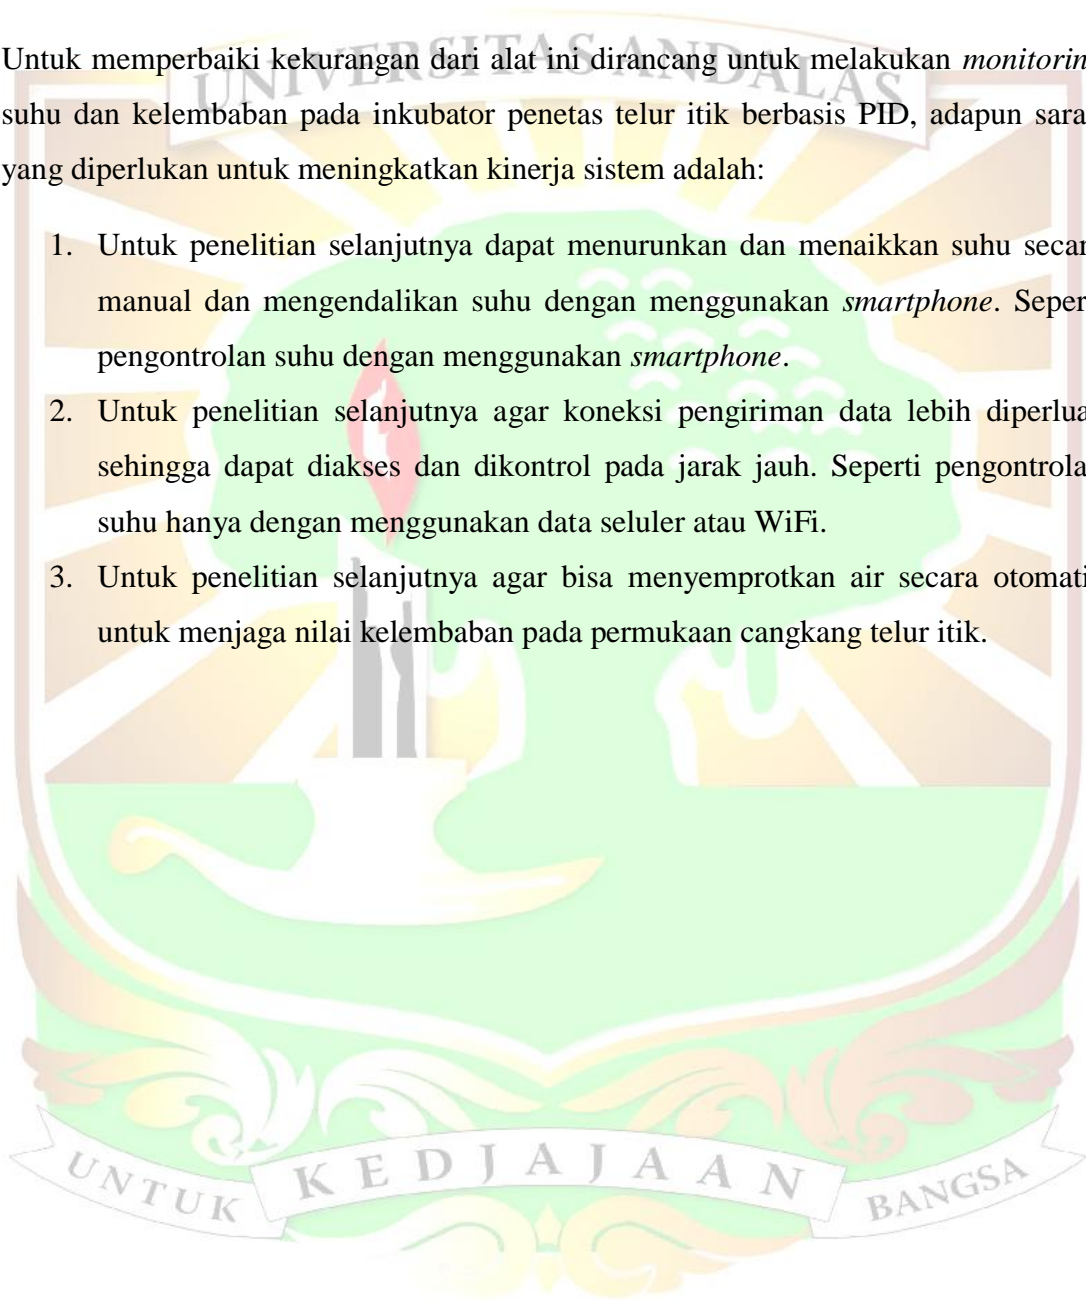 UNIVERSITAS ANDALAS
Untuk memperbaiki kekurangan dari alat ini dirancang untuk melakukan monitorin
suhu dan kelembaban pada inkubator penetas telur itik berbasis PID, adapun sara
yang diperlukan untuk meningkatkan kinerja sistem adalah:
1. Untuk penelitian selanjutnya dapat menurunkan dan menaikkan suhu secar
manual dan mengendalikan suhu dengan menggunakan smartphone. Seper
pengontrolan suhu dengan menggunakan smartphone.
2. Untuk penelitian selanjutnya agar koneksi pengiriman data lebih diperlua
sehingga dapat diakses dan dikontrol pada jarak jauh. Seperti pengontrola
suhu hanya dengan menggunakan data seluler atau WiFi.
3. Untuk penelitian selanjutnya agar bisa menyemprotkan air secara otomati
untuk menjaga nilai kelembaban pada permukaan cangkang telur itik.
UNTUK KEDJAJAAN BANGSA